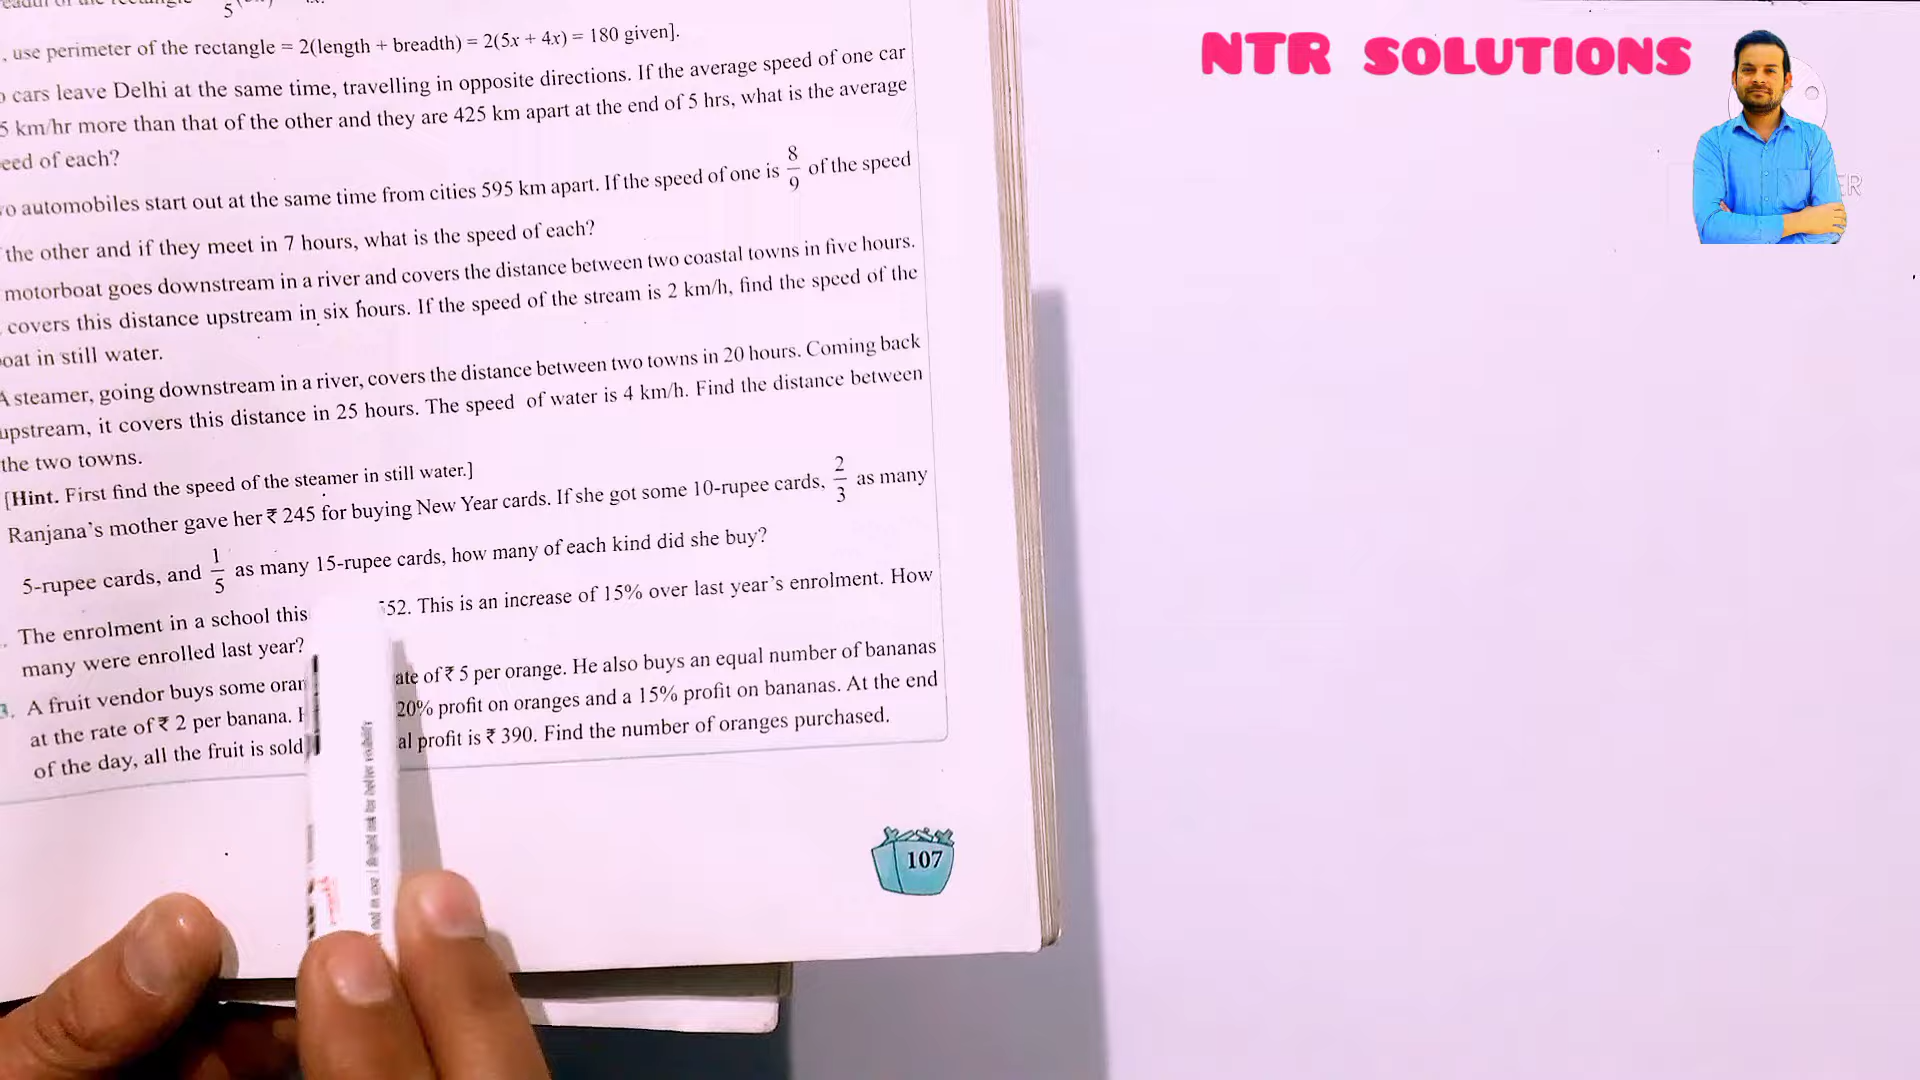 NTR SOLUTIONS
of the rectangle
5
, use perimeter of the rectangle = 2(length + breadth) = 2(5x + 4x) = 180 given].
cars leave Delhi at the same time, travelling in opposite directions. If the average speed of one car
5 km/hr more than that of the other and they are 425 km apart at the end of 5 hrs, what is the average
eed of each?
o automobiles start out at the same time from cities 595 km apart. If the speed of one is 8/9 of the speed
the other and if they meet in 7 hours, what is the speed of each?
motorboat goes downstream in a river and covers the distance between two coastal towns in five hours.
covers this distance upstream in six hours. If the speed of the stream is 2 km/h, find the speed of the
oat in still water.
A steamer, going downstream in a river, covers the distance between two towns in 20 hours. Coming back
upstream, it covers this distance in 25 hours. The speed of water is 4 km/h. Find the distance between
the two towns.
[Hint. First find the speed of the steamer in still water.]
Ranjana's mother gave her ₹ 245 for buying New Year cards. If she got some 10-rupee cards, 2/3 as many
5-rupee cards, and 1/5 as many 15-rupee cards, how many of each kind did she buy?
. The enrolment in a school this 52. This is an increase of 15% over last year's enrolment. How
many were enrolled last year?
3. A fruit vendor buys some oran ate of ₹ 5 per orange. He also buys an equal number of bananas
at the rate of ₹ 2 per banana. 20% profit on oranges and a 15% profit on bananas. At the end
of the day, all the fruit is sold al profit is ₹ 390. Find the number of oranges purchased.
107